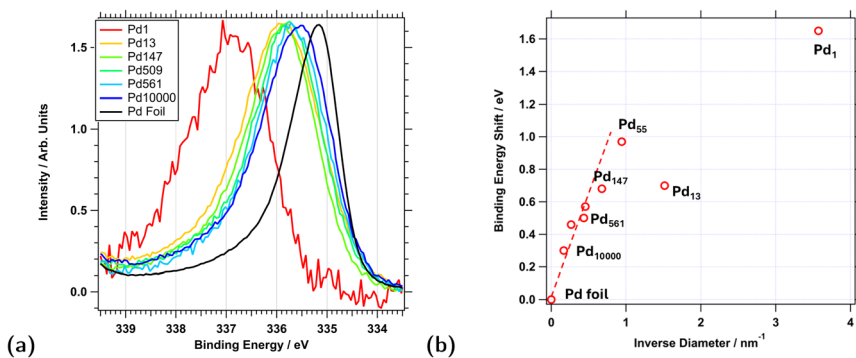 (a)
Intensity / Arb. Units
1.5
1.0
0.5
0.0
Pd1
Pd13
Pd147
Pd509
Pd561
Pd10000
Pd Foil
339
338
337
336
335
334
Binding Energy / eV
(b)
Binding Energy Shift / eV
1.6
1.4
1.2
1.0
0.8
0.6
0.4
0.2
0.0
Pd1
Pd55
Pd147
Pd13
Pd561
Pd10000
Pd foil
0
1
2
3
4
Inverse Diameter / nm-1